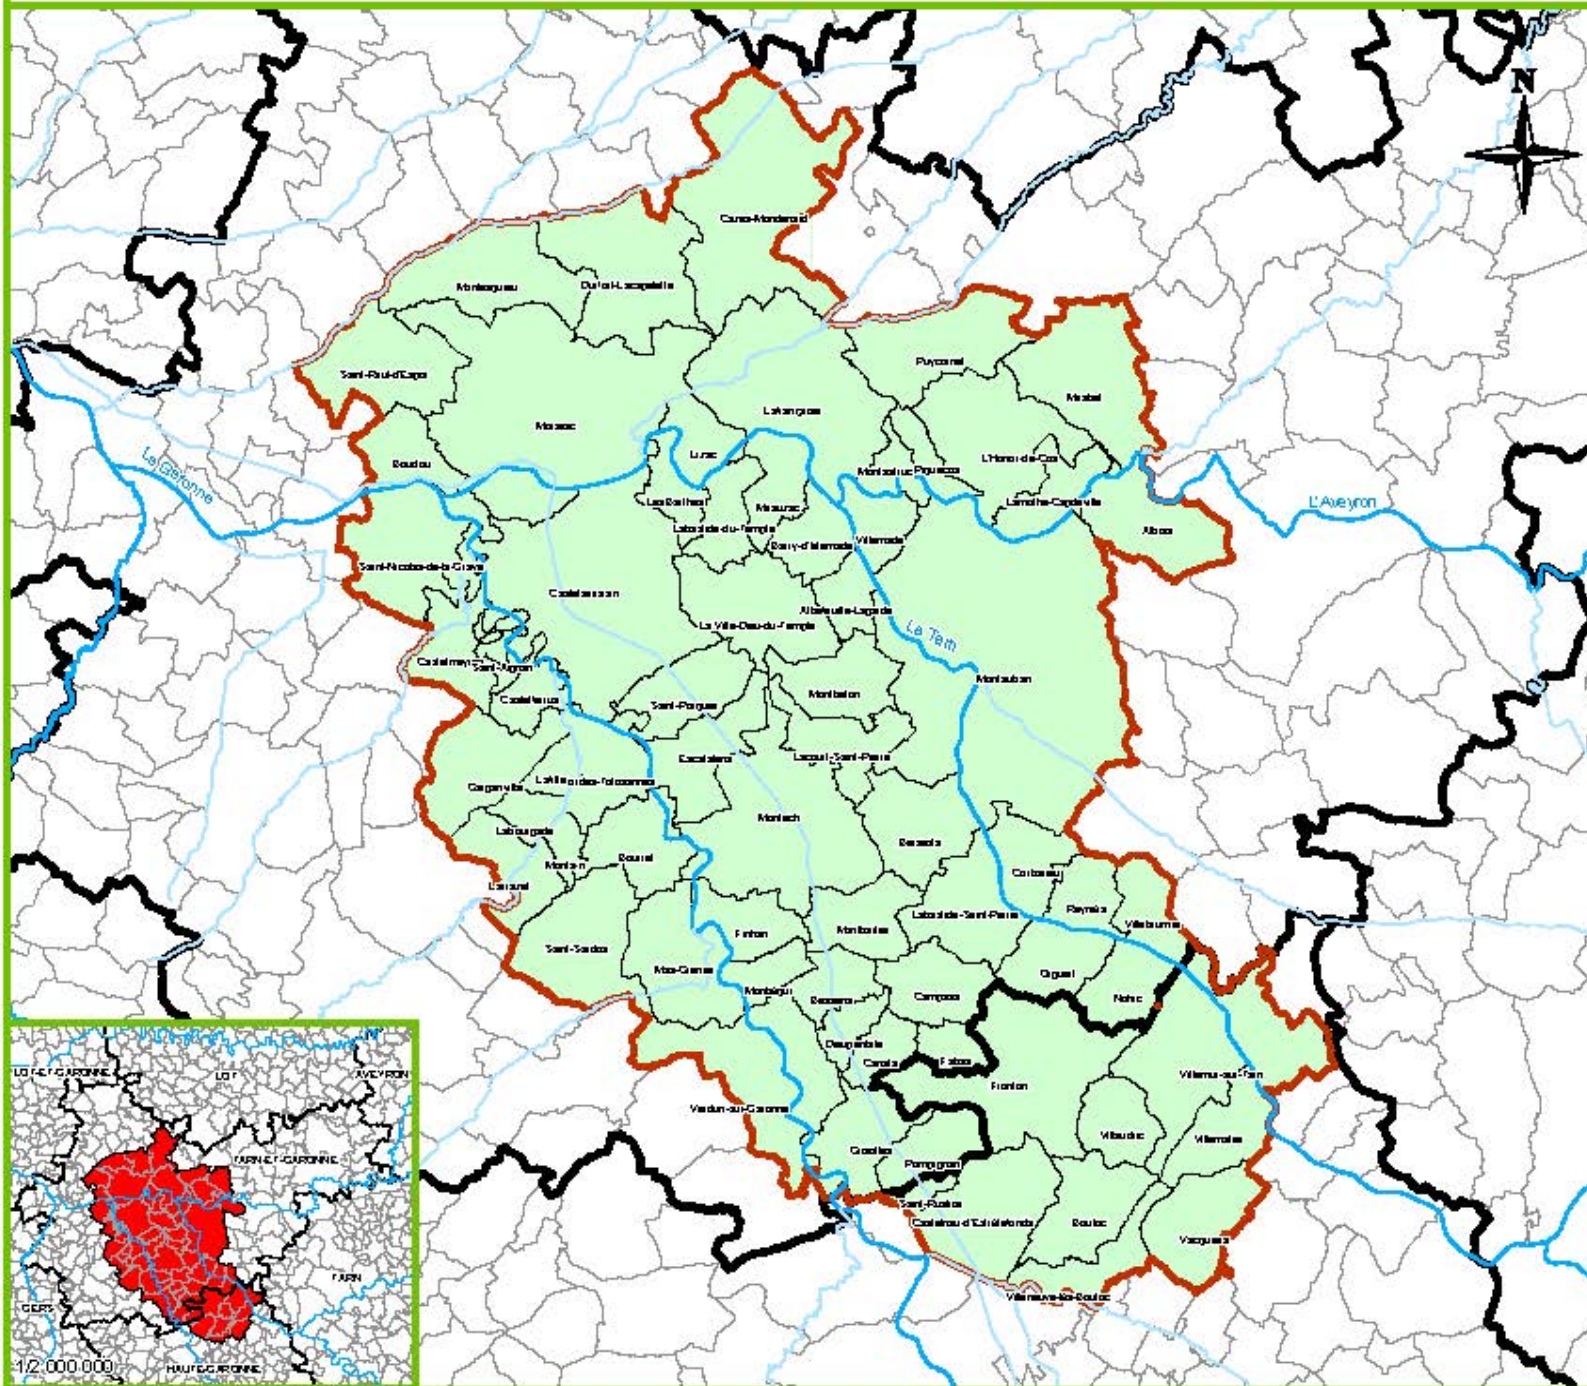 N
Cazes-Mondenard
Montesquieu
Durfort-Lacapelette
Puycornet
Saint-Paul-d'Espis
Mirabel
Lafrançaise
Moissac
Lizac
L'Honor-de-Cos
Boudou
Montastruc
Piquecos
La Garonne
Les Barthes
Meauzac
Lamothe-Capdeville
L'Aveyron
Labastide-du-Temple
Albias
Barry-d'Islemade
Villemade
Saint-Nicolas-de-la-Grave
Castelsarrasin
Albefeuille-Lagarde
La Ville-Dieu-du-Temple
Le Tarn
Castelmayran
Saint-Aignan
Montauban
Montbeton
Castelferrus
Saint-Porquier
Escatalens
Lacourt-Saint-Pierre
Garganvillar
Montech
Labourgade
Bressols
Bourret
Montaïn
Corbarieu
Larrazet
Reyniès
Labastide-Saint-Pierre
Villebrumier
Finhan
Montbartier
Saint-Sardos
Mas-Grenier
Orgueil
Monbéqui
Bessens
Campsas
Nohic
Dieupentale
Canals
Fabas
Fronton
Villemur-sur-Tarn
Verdun-sur-Garonne
Villaudric
Villematier
Grisolles
Pompignan
Saint-Rustice
Castelnau-d'Estrétefonds
Bouloc
Vacquiers
Villeneuve-lès-Bouloc
LOT-ET-GARONNE
LOT
AVEYRON
TARN-ET-GARONNE
TARN
GERS
HAUTE-GARONNE
1/2 000 000